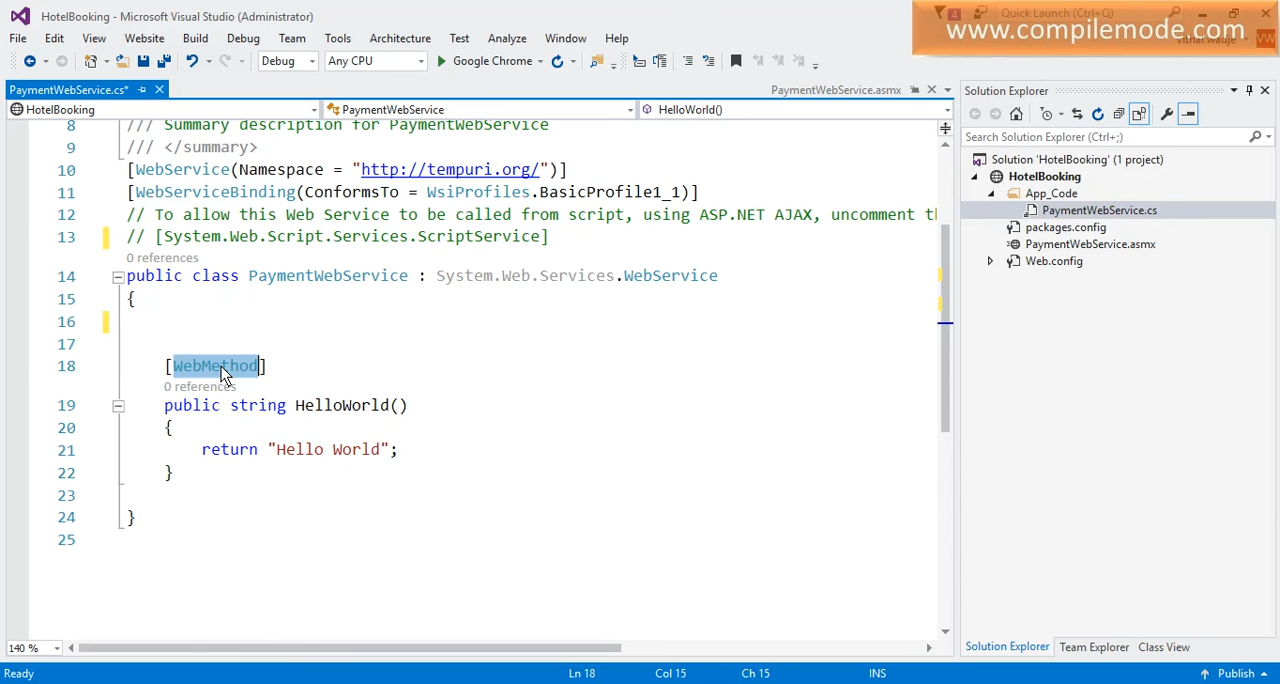 HotelBooking - Microsoft Visual Studio (Administrator)
4
Quick Launch (Ctrl+;)
www.compilemode.com
VW
File Edit View Website Build Debug Team Tools Architecture Test Analyze Window Help
Debug Any CPU Google Chrome
PaymentWebService.cs* PaymentWebService.asmx
HotelBooking PaymentWebService HelloWorld()
8 /// Summary description for PaymentWebService
9 /// </summary>
10 [WebService(Namespace = "http://tempuri.org/")]
11 [WebServiceBinding(ConformsTo = WsiProfiles.BasicProfile1_1)]
12 // To allow this Web Service to be called from script, using ASP.NET AJAX, uncomment t
13 // [System.Web.Script.Services.ScriptService]
0 references
14 public class PaymentWebService : System.Web.Services.WebService
15 {
16
17
18 [WebMethod]
0 references
19 public string HelloWorld()
20 {
21 return "Hello World";
22 }
23
24 }
25
140 %
Solution Explorer
Search Solution Explorer (Ctrl+;)
Solution 'HotelBooking' (1 project)
HotelBooking
App_Code
PaymentWebService.cs
packages.config
PaymentWebService.asmx
Web.config
Solution Explorer Team Explorer Class View
Ready Ln 18 Col 15 Ch 15 INS Publish